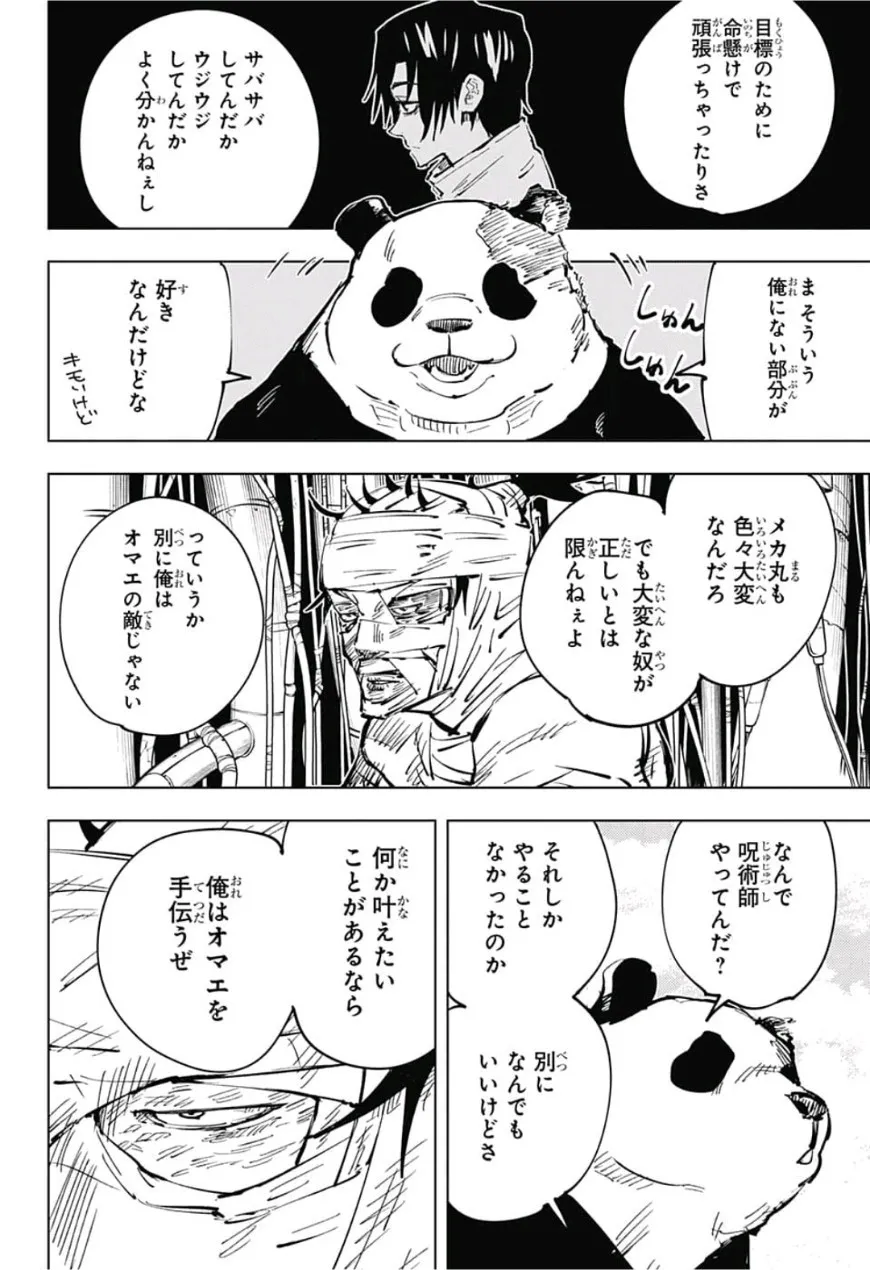 目標のために
命懸けで
頑張っちゃったりさ
サバサバ
してんだか
ウジウジ
してんだか
よく分かんねぇし
まそういう
俺にない部分が
しゅん
しゅん
好き
なんだけどな
キモいけど
メカ丸も
色々大変
なんだろ
でも大変な奴が
正しいとは
限んねぇよ
っていうか
別に俺は
オマエの敵じゃない
なんで
呪術師
やってんだ?
それしか
やること
なかったのか
別に
なんでも
いいけどさ
何か叶えたい
ことがあるなら
俺はオマエを
手伝うぜ